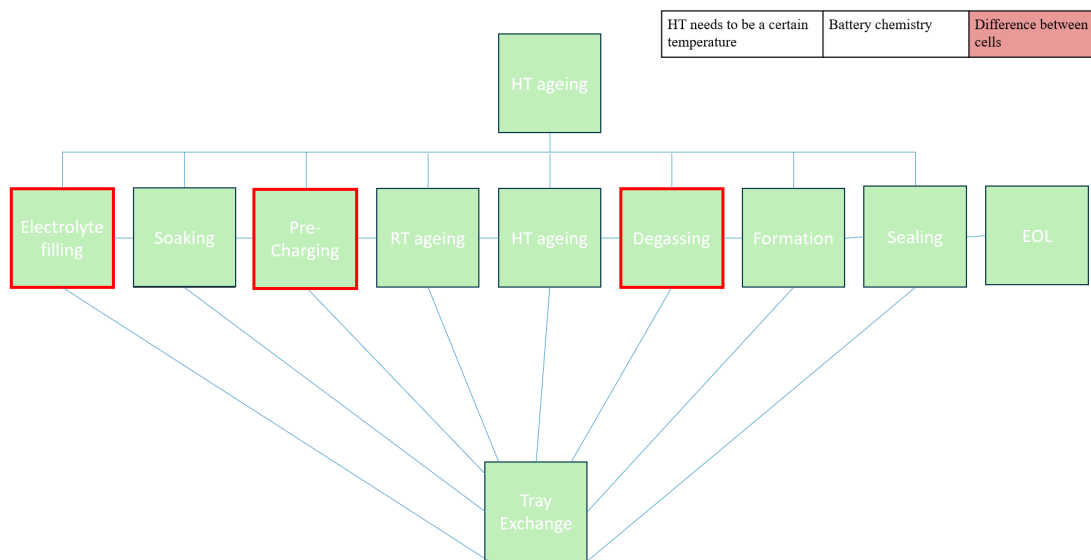 HT needs to be a certain
temperature
Battery chemistry
Difference between
cells
HT ageing
Electrolyte
filling
Soaking
Pre-
Charging
RT ageing
HT ageing
Degassing
Formation
Sealing
EOL
Tray
Exchange